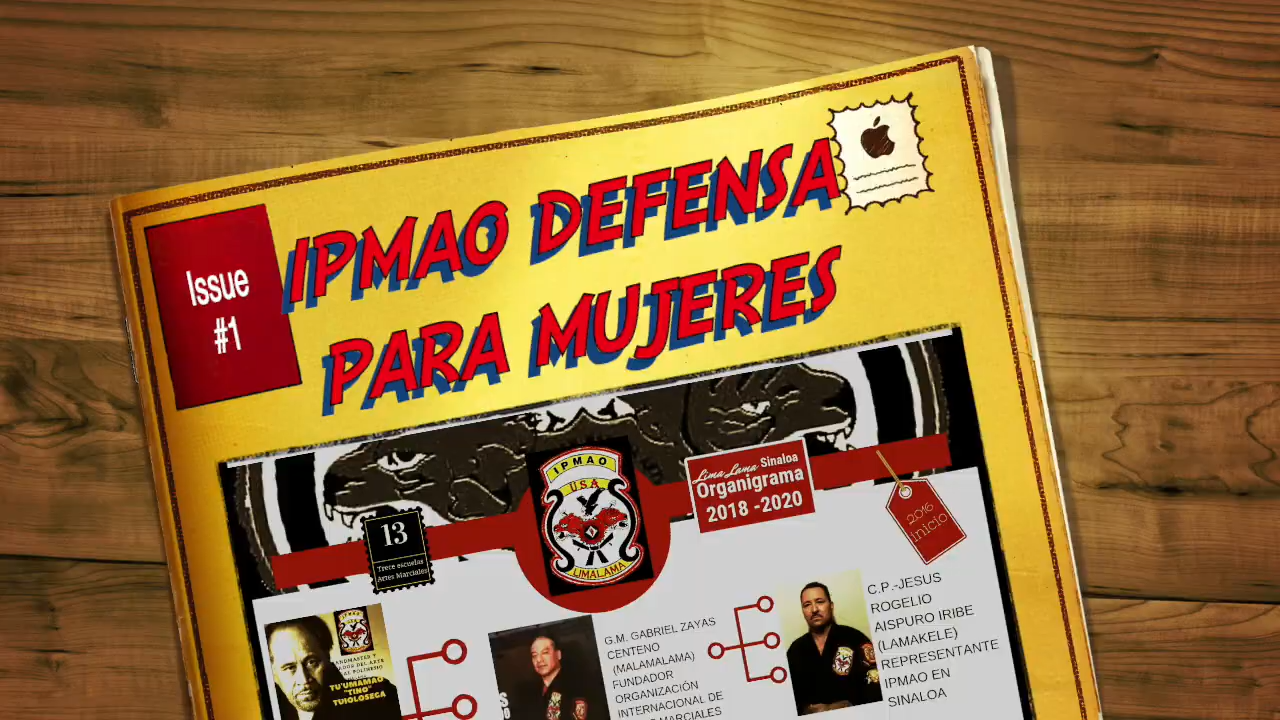 IPMAO DEFENSA
PARA MUJERES
Issue
#1
Lima Lama Sinaloa
Organigrama
2018 -2020
IPMAO
USA
LIMALAMA
13
Trece escuelas
Artes Marciales
2016
inicio
TU'UMAMAO
"TINO"
TUIOLOSEGA
G.M. GABRIEL ZAYAS
CENTENO
(MALAMALAMA)
FUNDADOR
ORGANIZACIÓN
INTERNACIONAL DE
MARCIALES
C.P.-JESUS
ROGELIO
AISPURO IRIBE
(LAMAKELE)
REPRESENTANTE
IPMAO EN
SINALOA